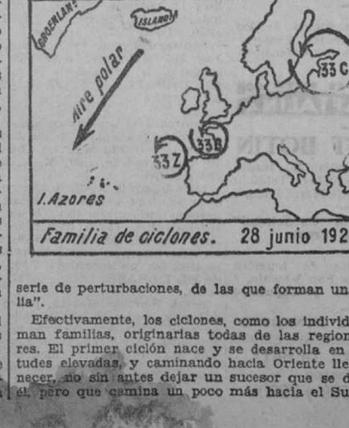 GROENLAN
ISLANDIA
Aire polar
33 C
33 B
33 Z
I. Azores
Familia de ciclones. 28 junio 192
serie de perturbaciones, de las que forman un
lia".
Efectivamente, los ciclones, como los individ
man familias, originarias todas de las region
res. El primer ciclón nace y se desarrolla en
tudes elevadas, y caminando hacia Oriente lle
necer, no sin antes dejar un sucesor que se d
él, pero que camina un poco más hacia el Su